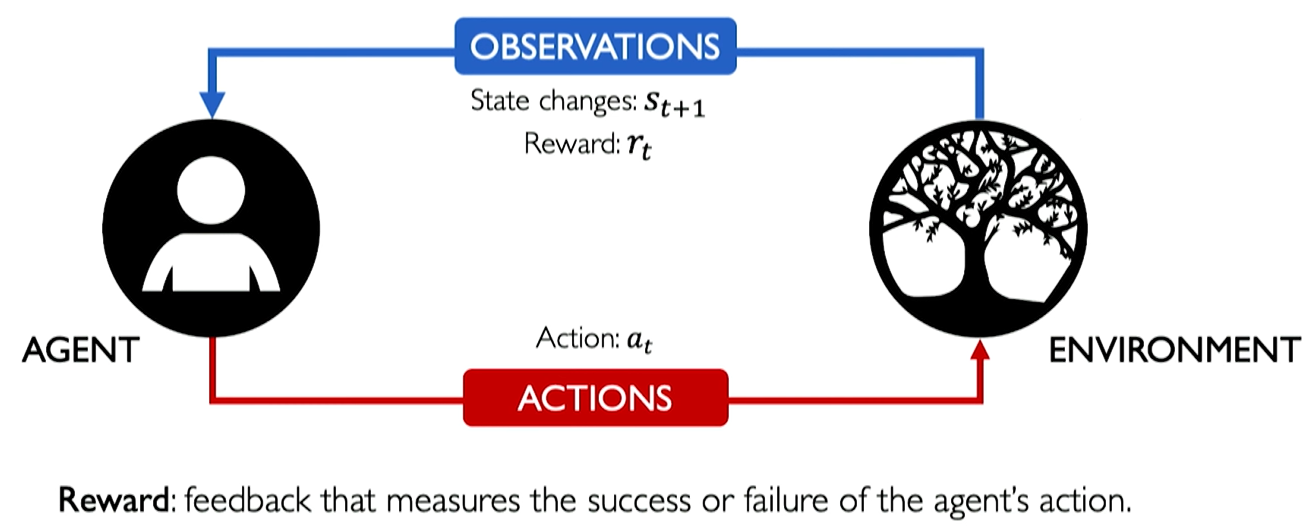 OBSERVATIONS
State changes: s_{t+1}
Reward: r_t
AGENT
Action: a_t
ENVIRONMENT
ACTIONS
Reward: feedback that measures the success or failure of the agent's action.